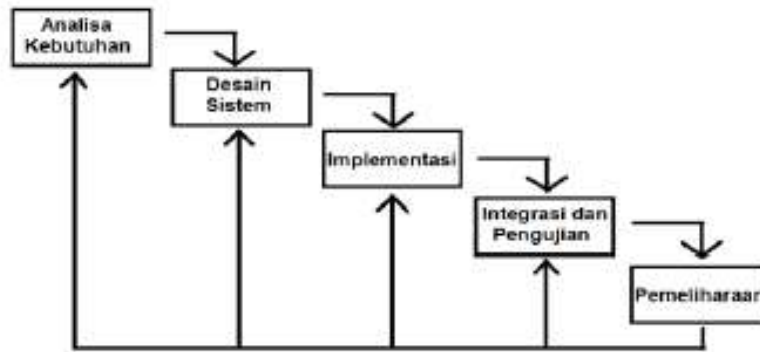 Analisa
Kebutuhan
Desain
Sistem
Implementasi
Integrasi dan
Pengujian
Pemeliharaan